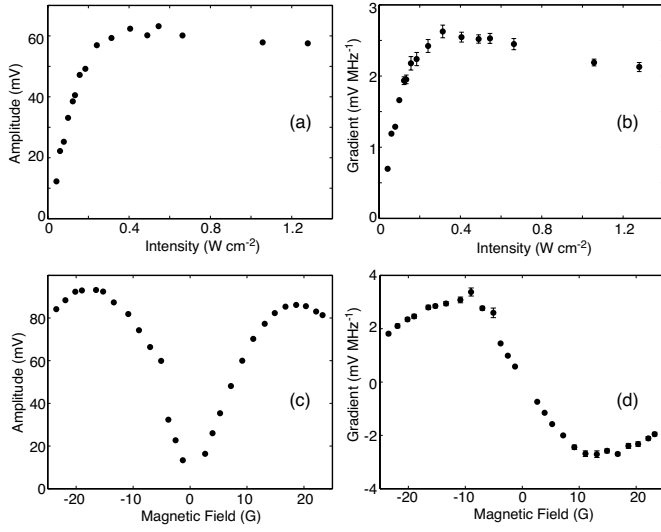 60
40
20
0
Amplitude (mV)
(a)
0 0.4 0.8 1.2
Intensity (W cm-2)
3
2
1
0
Gradient (mV MHz-1)
(b)
0 0.4 0.8 1.2
Intensity (W cm-2)
100
80
60
40
20
0
Amplitude (mV)
(c)
-20 -10 0 10 20
Magnetic Field (G)
4
2
0
-2
-4
Gradient (mV MHz-1)
(d)
-20 -10 0 10 20
Magnetic Field (G)